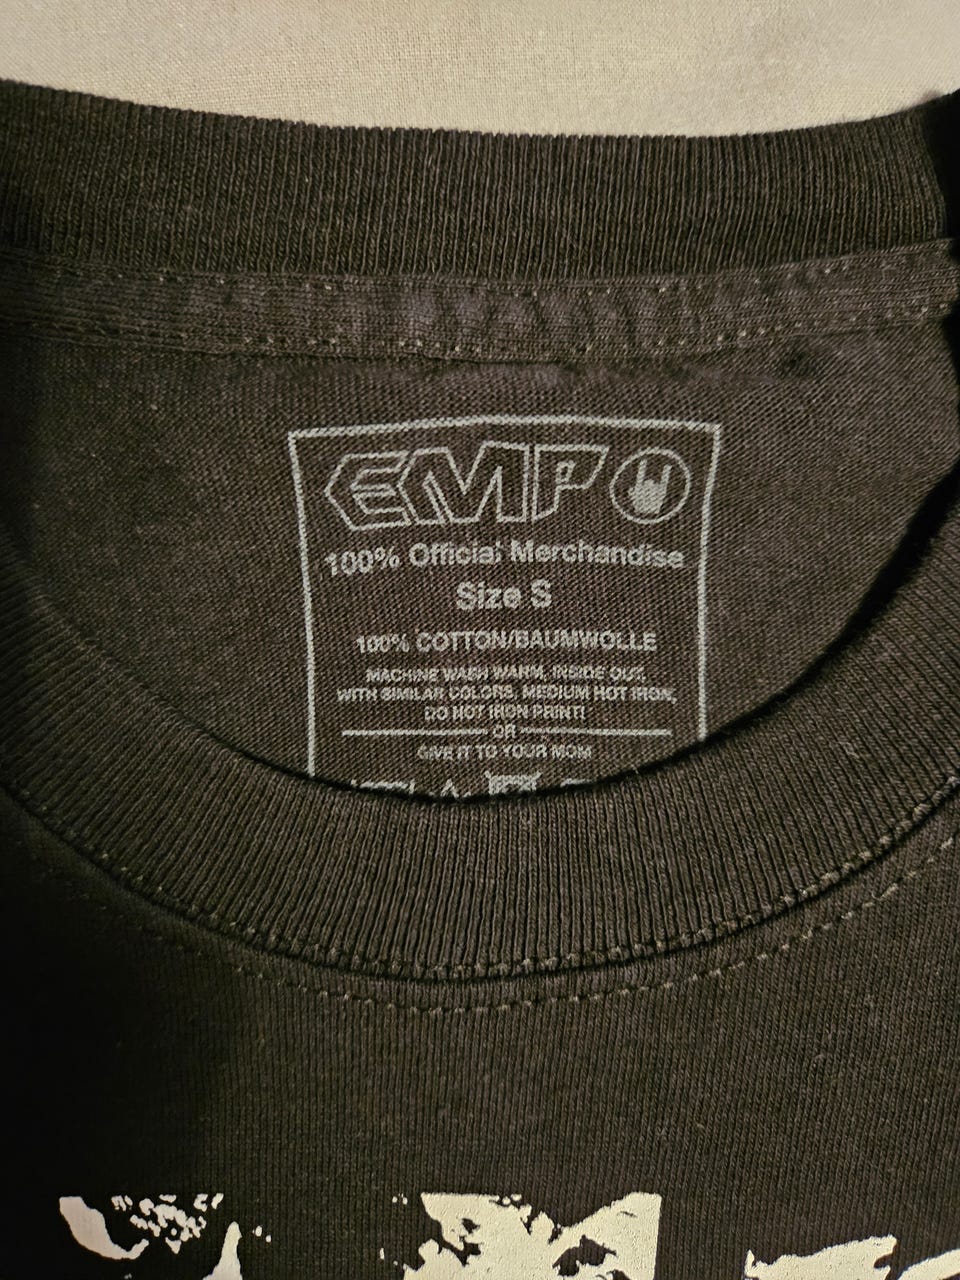 EMP
100% Official Merchandise
Size S
100% COTTON/BAUMWOLLE
MACHINE WASH WARM, INSIDE OUT,
WITH SIMILAR COLORS, MEDIUM HOT IRON,
DO NOT IRON PRINT!
OR
GIVE IT TO YOUR MOM